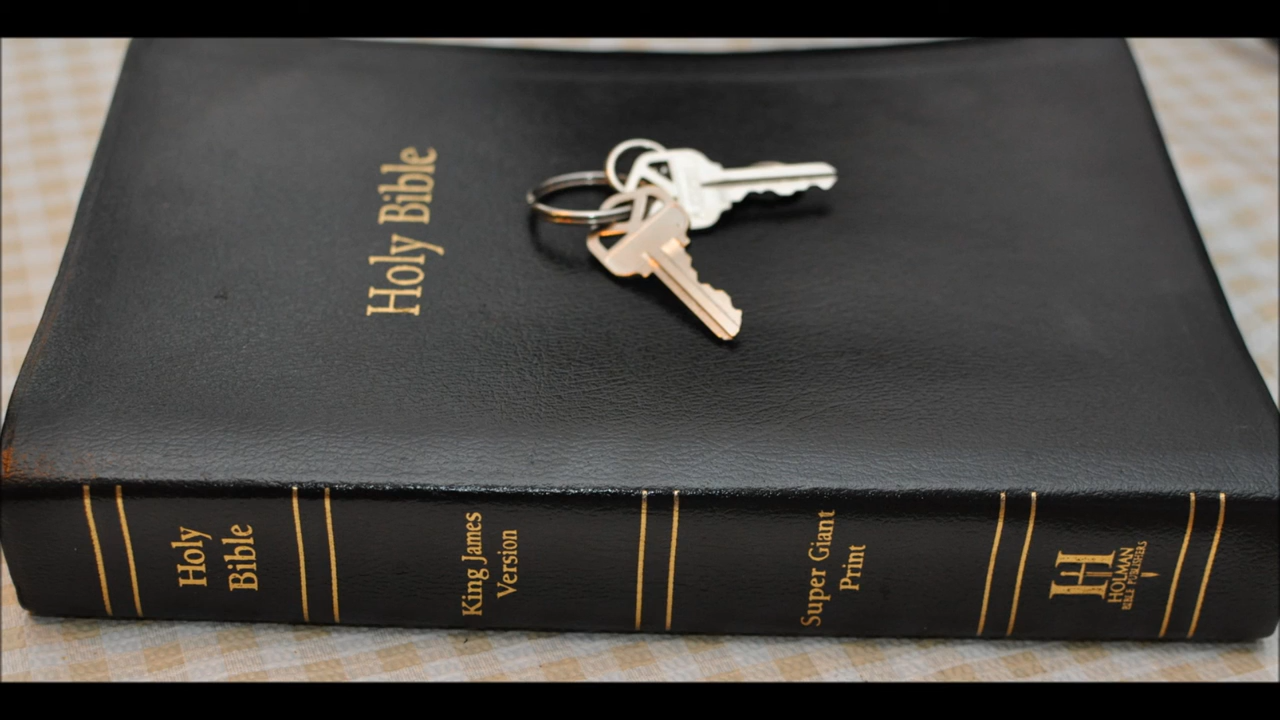 Holy Bible
Holy
Bible
King James
Version
Super Giant
Print
HOLMAN
BIBLE PUBLISHERS